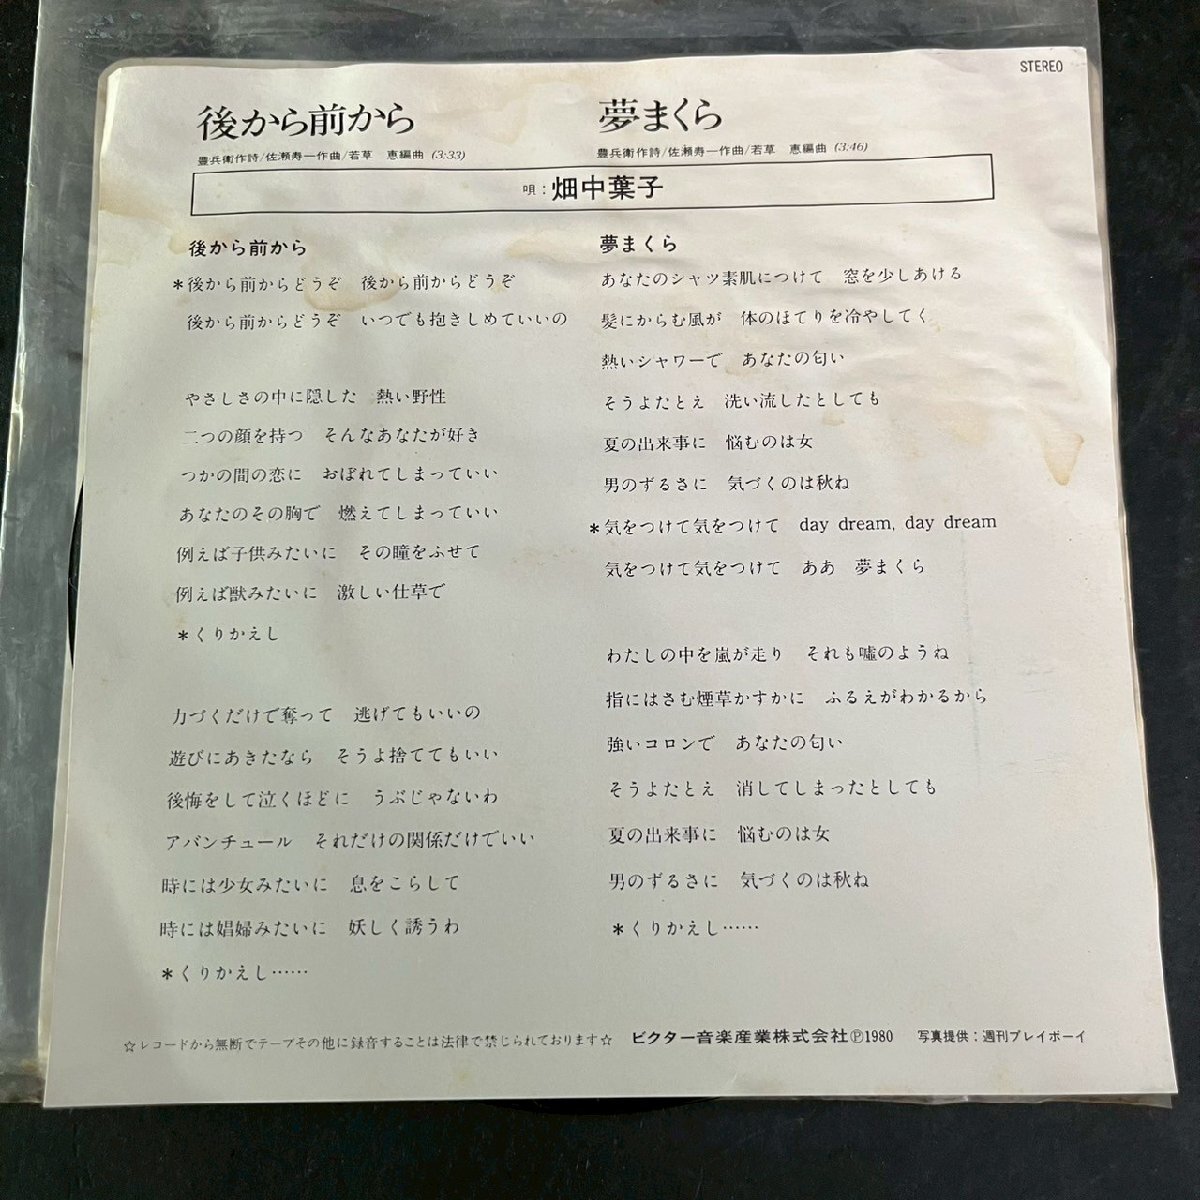 STEREO
後から前から
豊兵衛作詩/佐瀬寿一作曲/若草　恵編曲 (3:33)
夢まくら
豊兵衛作詩/佐瀬寿一作曲/若草　恵編曲 (3:46)
唄：畑中葉子
後から前から
＊後から前からどうぞ　後から前からどうぞ
後から前からどうぞ　いつでも抱きしめていいの
やさしさの中に隠した　熱い野性
二つの顔を持つ　そんなあなたが好き
つかの間の恋に　おぼれてしまっていい
あなたのその胸で　燃えてしまっていい
例えば子供みたいに　その瞳をふせて
例えば獣みたいに　激しい仕草で
＊くりかえし
力づくだけで奪って　逃げてもいいの
遊びにあきたなら　そうよ捨ててもいい
後悔をして泣くほどに　うぶじゃないわ
アバンチュール　それだけの関係だけでいい
時には少女みたいに　息をこらして
時には娼婦みたいに　妖しく誘うわ
＊くりかえし……
夢まくら
あなたのシャツ素肌につけて　窓を少しあける
髪にからむ風が　体のほてりを冷やしてく
熱いシャワーで　あなたの匂い
そうよたとえ　洗い流したとしても
夏の出来事に　悩むのは女
男のずるさに　気づくのは秋ね
＊気をつけて気をつけて　day dream, day dream
気をつけて気をつけて　ああ　夢まくら
わたしの中を嵐が走り　それも嘘のようね
指にはさむ煙草かすかに　ふるえがわかるから
強いコロンで　あなたの匂い
そうよたとえ　消してしまったとしても
夏の出来事に　悩むのは女
男のずるさに　気づくのは秋ね
＊くりかえし……
☆レコードから無断でテープその他に録音することは法律で禁じられております☆　ビクター音楽産業株式会社Ⓟ1980　写真提供：週刊プレイボーイ